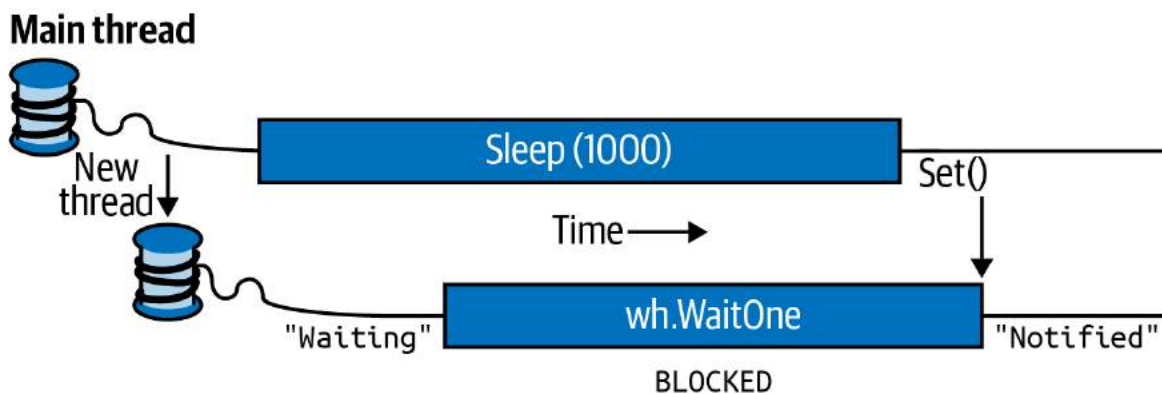 Main thread
Sleep (1000)
New
thread
Set()
Time
wh.WaitOne
"Waiting"
"Notified"
BLOCKED